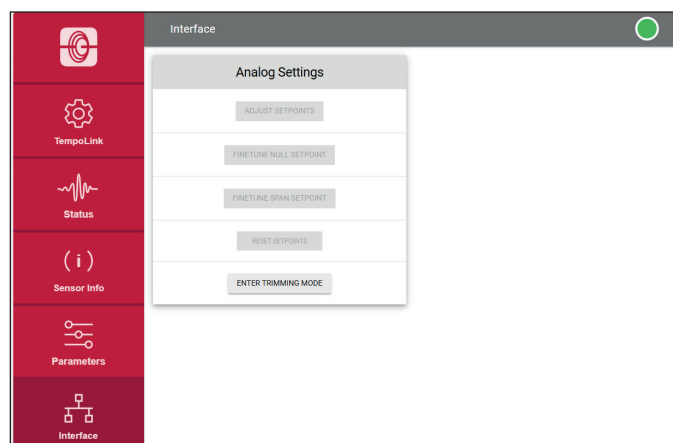 Interface
Analog Settings
ADJUST SETPOINTS
TempoLink
FINETUNE NULL SETPOINT
FINETUNE SPAN SETPOINT
Status
RESET SETPOINTS
(i)
Sensor Info
ENTER TRIMMING MODE
Parameters
Interface